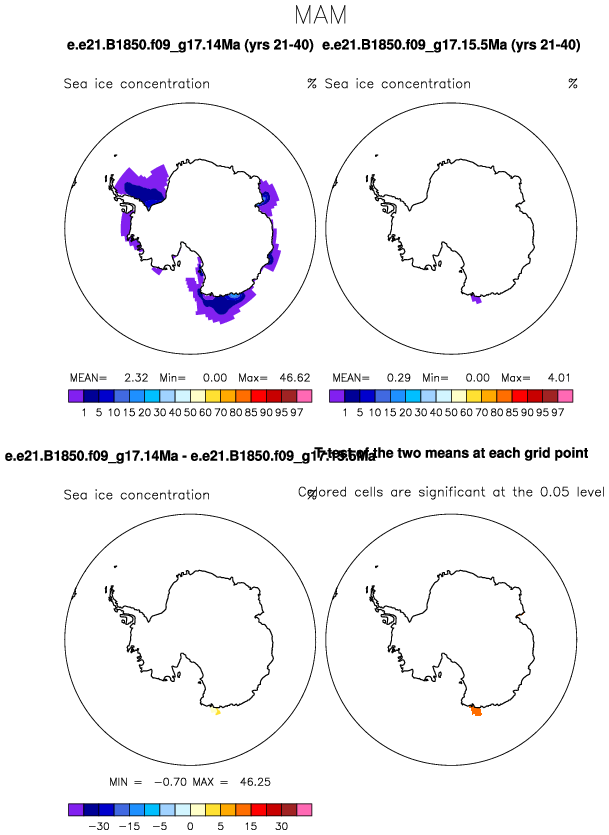 MAM
e.e21.B1850.f09_g17.14Ma (yrs 21-40) e.e21.B1850.f09_g17.15.5Ma (yrs 21-40)
Sea ice concentration % Sea ice concentration %
MEAN= 2.32 Min= 0.00 Max= 46.62 MEAN= 0.29 Min= 0.00 Max= 4.01
1 5 10 15 20 30 40 50 60 70 80 85 90 95 97 1 5 10 15 20 30 40 50 60 70 80 85 90 95 97
e.e21.B1850.f09_g17.14Ma - e.e21.B1850.f09_g17.15.5Ma T-test of the two means at each grid point
Sea ice concentration % Colored cells are significant at the 0.05 level
MIN = -0.70 MAX = 46.25
-30 -15 -5 0 5 15 30